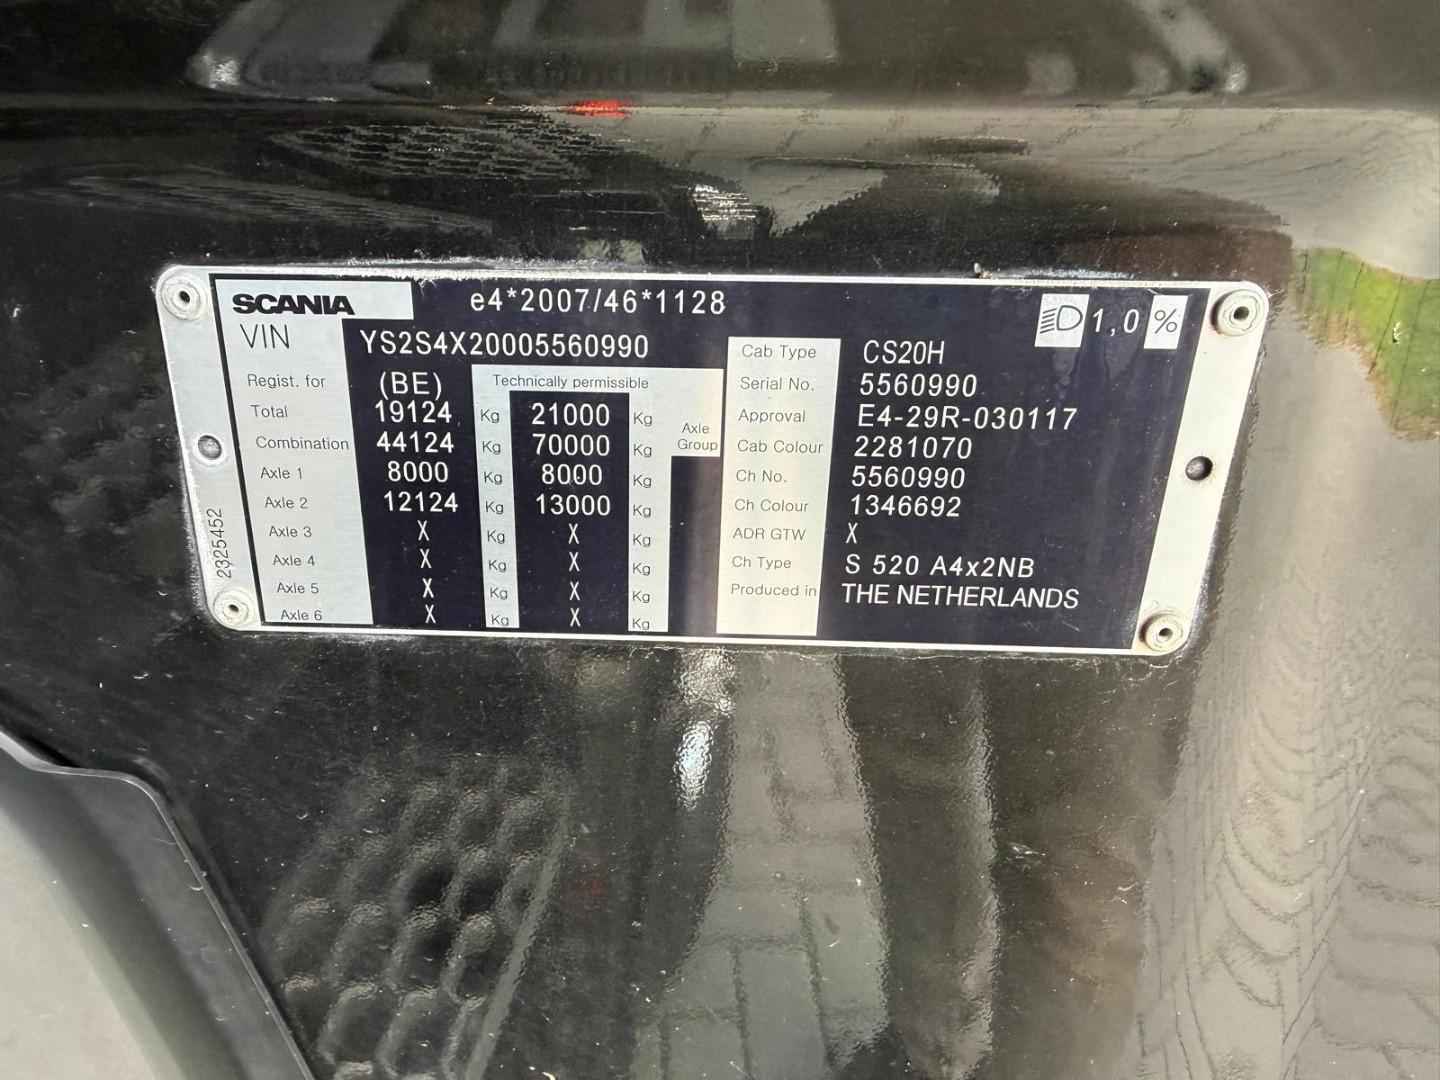 SCANIA e4*2007/46*1128 1,0 %
VIN YS2S4X20005560990
Cab Type CS20H
Regist. for (BE) Technically permissible
Serial No. 5560990
Total 19124 Kg 21000 Kg
Approval E4-29R-030117
Axle Group
Combination 44124 Kg 70000 Kg
Cab Colour 2281070
Axle 1 8000 Kg 8000 Kg
Ch No. 5560990
Axle 2 12124 Kg 13000 Kg
Ch Colour 1346692
Axle 3 X Kg X Kg
ADR GTW X
Axle 4 X Kg X Kg
Ch Type S 520 A4x2NB
Axle 5 X Kg X Kg
Produced in THE NETHERLANDS
Axle 6 X Kg X Kg
2325452